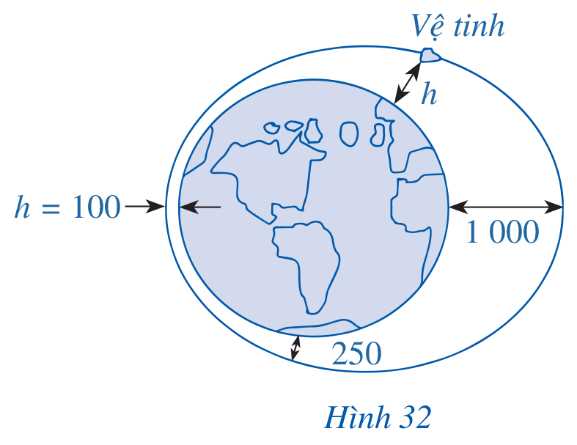 Vệ tinh
h
h = 100
1 000
250
Hình 32